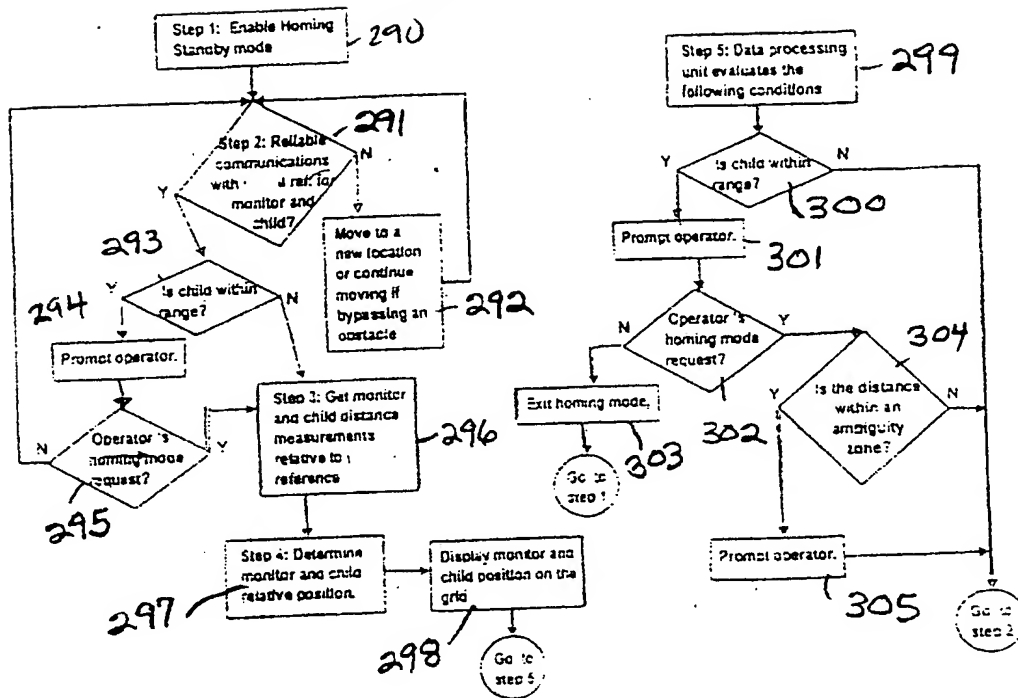 Step 1: Enable Homing
Standby mode
290
Step 2: Reliable
communications
with ref. for
monitor and
child?
291
Y
N
Move to a
new location
or continue
moving if
bypassing an
obstacle
292
293
Is child within
range?
Y
N
294
Prompt operator.
Operator's
homing mode
request?
N
Y
295
Step 3: Get monitor
and child distance
measurements
relative to
reference
296
Step 4: Determine
monitor and child
relative position.
297
Display monitor and
child position on the
grid
298
Go to
step 5
Step 5: Data processing
unit evaluates the
following conditions
299
Is child within
range?
Y
N
300
Prompt operator.
301
Operator's
homing mode
request?
N
Y
302
Exit homing mode.
303
Go to
step 1
304
Is the distance
within an
ambiguity
zone?
Y
N
Prompt operator.
305
Go to
step 2